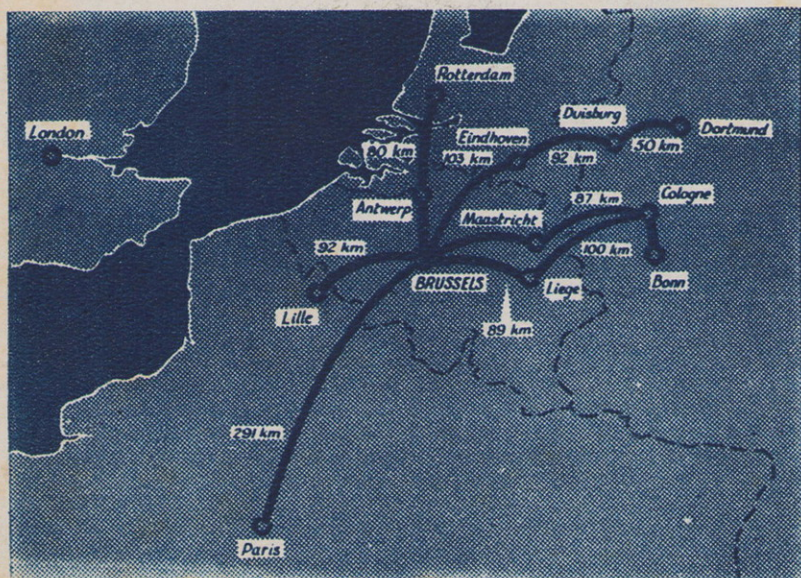 Rotterdam
London
Duisburg
Dortmund
Eindhoven
80 km
103 km
92 km
50 km
Antwerp
87 km
Cologne
Maastricht
92 km
100 km
BRUSSELS
Liege
Bonn
Lille
89 km
291 km
Paris